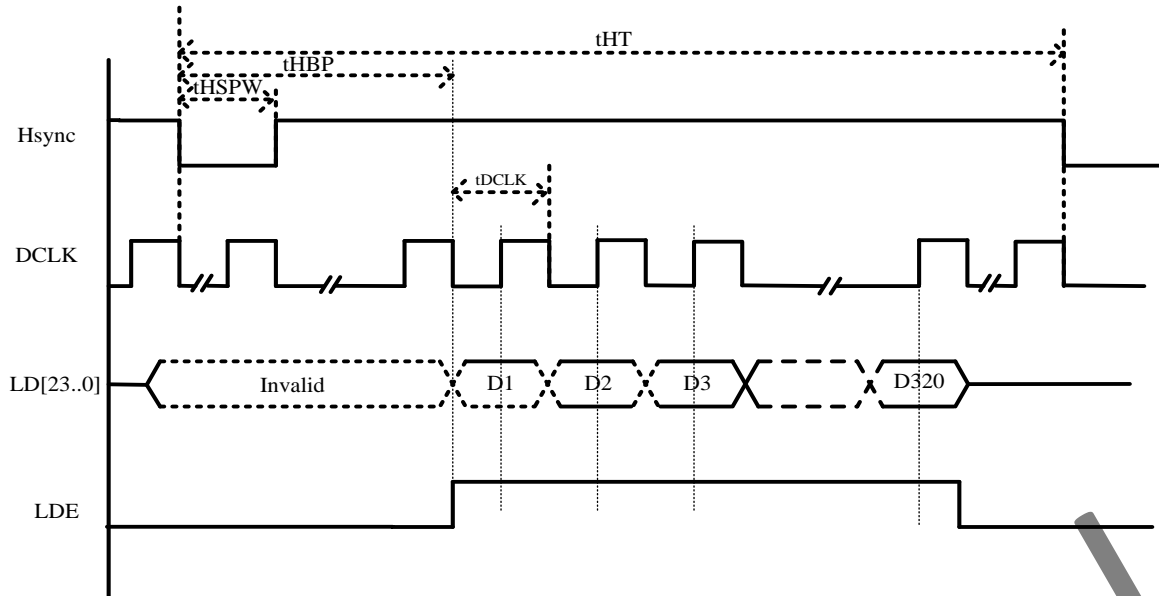 tHT
tHBP
tHSPW
Hsync
tDCLK
DCLK
LD[23..0]
Invalid
D1
D2
D3
D320
LDE